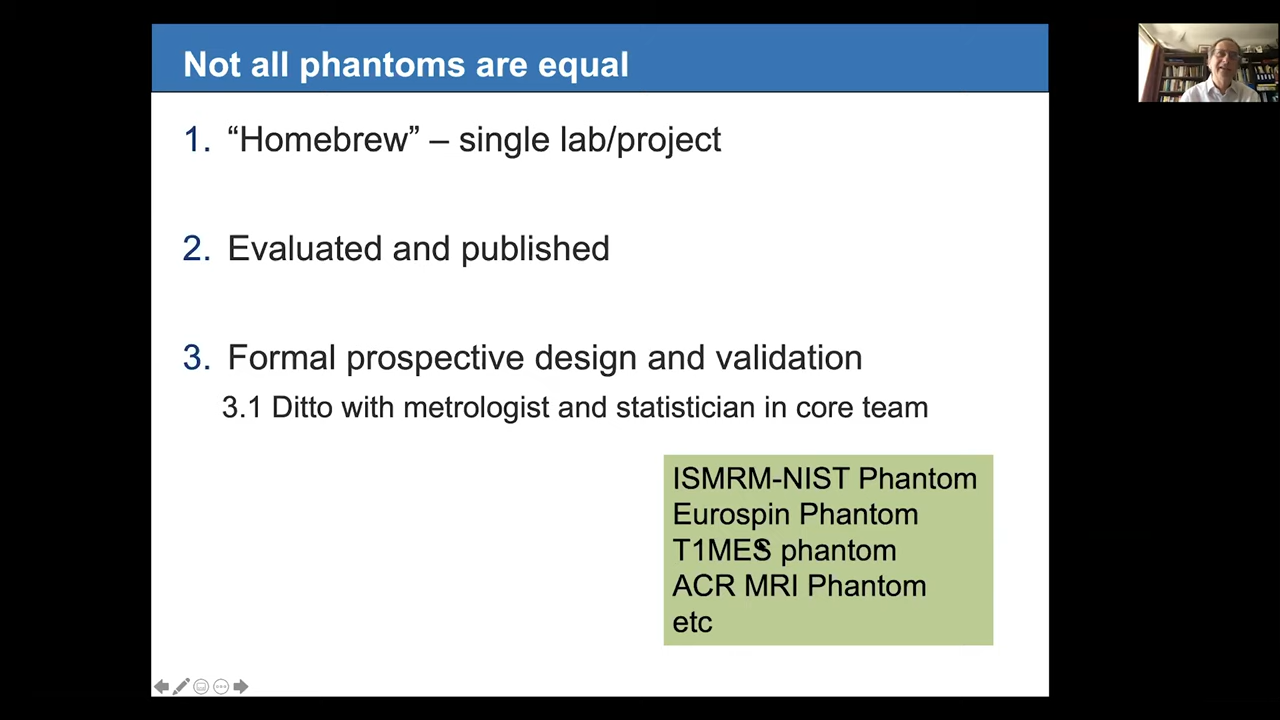 Not all phantoms are equal
1. “Homebrew” – single lab/project
2. Evaluated and published
3. Formal prospective design and validation
3.1 Ditto with metrologist and statistician in core team
ISMRM-NIST Phantom
Eurospin Phantom
T1MES phantom
ACR MRI Phantom
etc